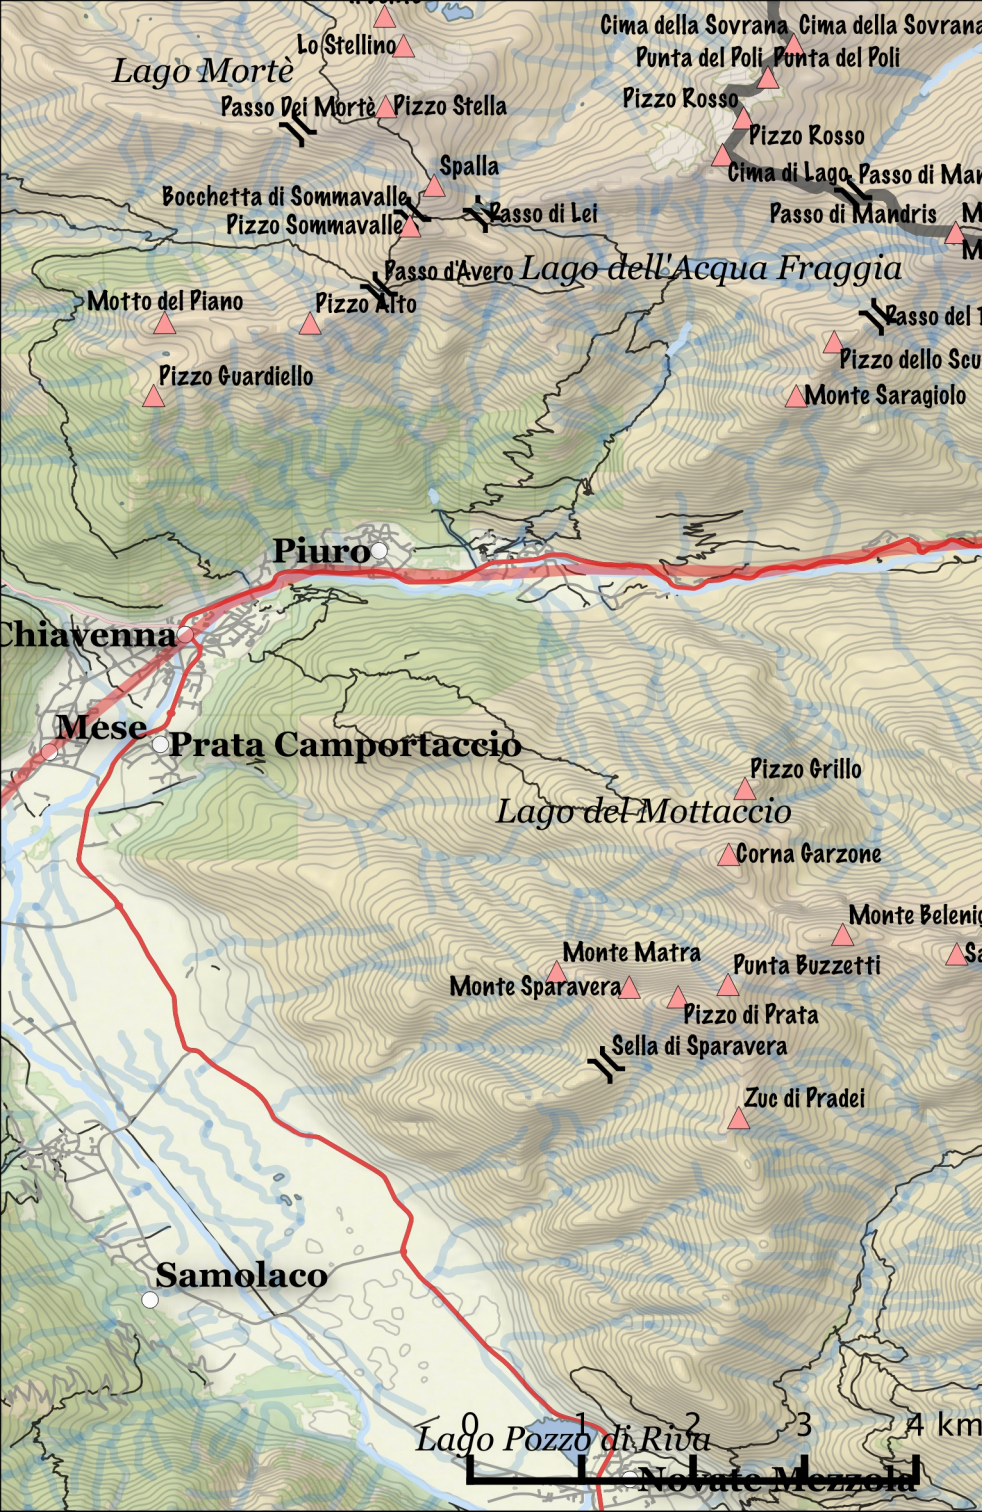 Lo Stellino
Cima della Sovrana
Cima della Sovrana
Punta del Poli
Punta del Poli
Lago Mortè
Passo Dei Mortè
Pizzo Stella
Pizzo Rosso
Pizzo Rosso
Spalla
Cima di Lago
Passo di Man
Bocchetta di Sommavalle
Passo di Lei
Passo di Mandris
M
Pizzo Sommavalle
M
Passo d'Avero
Lago dell'Acqua Fraggia
Motto del Piano
Pizzo Alto
Passo del
Pizzo dello Scu
Pizzo Guardiello
Monte Saragiolo
Piuro
Chiavenna
Mese
Prata Camportaccio
Pizzo Grillo
Lago del Mottaccio
Corna Garzone
Monte Belenig
Monte Matra
Sa
Punta Buzzetti
Monte Sparavera
Pizzo di Prata
Sella di Sparavera
Zuc di Pradei
Samolaco
0 1 2 3 4 km
Lago Pozzo di Riva
Novate Mezzola